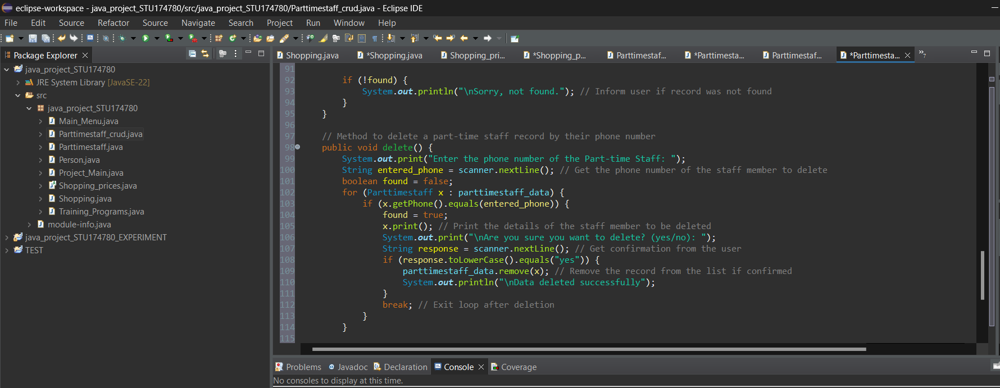 eclipse-workspace - java_project_STU174780/src/java_project_STU174780/Parttimestaff_crud.java - Eclipse IDE
File Edit Source Refactor Source Navigate Search Project Run Window Help
Package Explorer
java_project_STU174780
JRE System Library [JavaSE-22]
src
java_project_STU174780
Main_Menu.java
Parttimestaff_crud.java
Parttimestaff.java
Person.java
Project_Main.java
Shopping_prices.java
Shopping.java
Training_Programs.java
module-info.java
java_project_STU174780_EXPERIMENT
TEST
Shopping.java *Shopping.java Shopping_pri... *Shopping_p... Parttimestaf... *Parttimesta... Parttimestaf... *Parttimesta... »7
91
92 if (!found) {
93 System.out.println("\nSorry, not found."); // Inform user if record was not found
94 }
95 }
96
97 // Method to delete a part-time staff record by their phone number
98 public void delete() {
99 System.out.print("Enter the phone number of the Part-time Staff: ");
100 String entered_phone = scanner.nextLine(); // Get the phone number of the staff member to delete
101 boolean found = false;
102 for (Parttimestaff x : parttimestaff_data) {
103 if (x.getPhone().equals(entered_phone)) {
104 found = true;
105 x.print(); // Print the details of the staff member to be deleted
106 System.out.print("\nAre you sure you want to delete? (yes/no): ");
107 String response = scanner.nextLine(); // Get confirmation from the user
108 if (response.toLowerCase().equals("yes")) {
109 parttimestaff_data.remove(x); // Remove the record from the list if confirmed
110 System.out.println("\nData deleted successfully");
111 }
112 break; // Exit loop after deletion
113 }
114 }
115
Problems Javadoc Declaration Console Coverage
No consoles to display at this time.